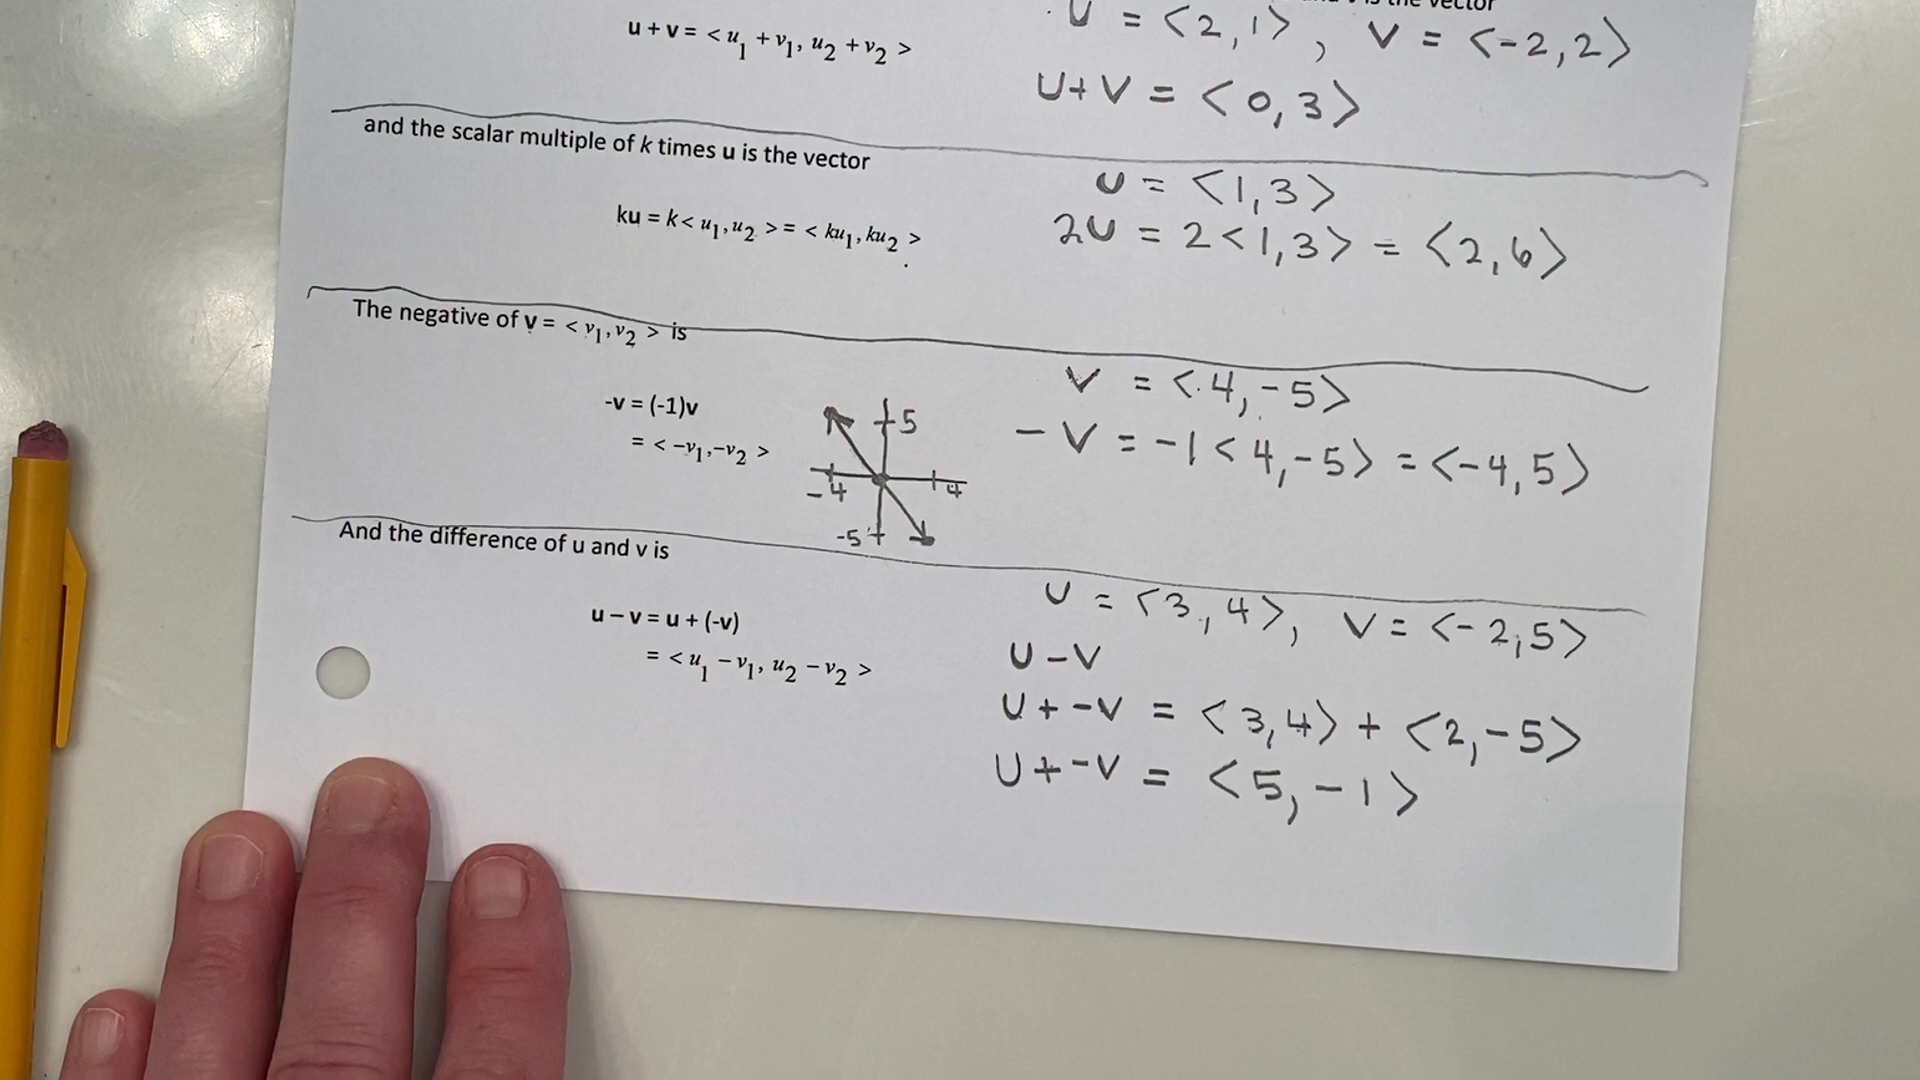 is the vector
u + v = < u1 + v1, u2 + v2 >
U = <2,1>, V = <-2,2>
U+V = <0,3>
and the scalar multiple of k times u is the vector
ku = k< u1, u2 > = < ku1, ku2 >
U = <1,3>
2U = 2<1,3> = <2,6>
The negative of v = < v1, v2 > is
-v = (-1)v
= < -v1, -v2 >
5
-4
4
-5
V = <4,-5>
-V = -1<4,-5> = <-4,5>
And the difference of u and v is
u – v = u + (-v)
= < u1 - v1, u2 - v2 >
U = <3,4>, V = <-2,5>
U-V
U+-V = <3,4> + <2,-5>
U+-V = <5,-1>